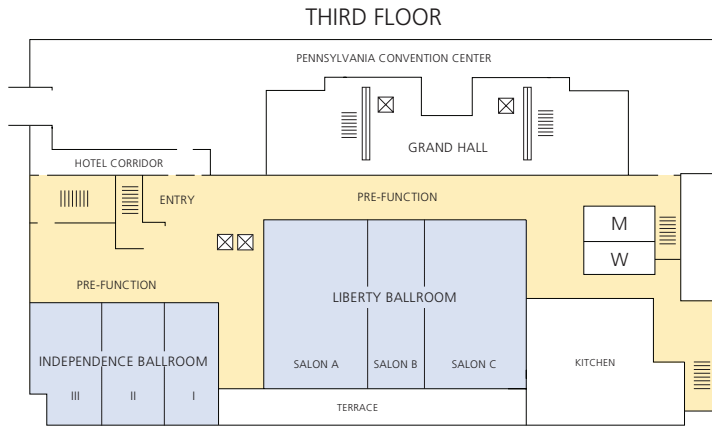 THIRD FLOOR
PENNSYLVANIA CONVENTION CENTER
GRAND HALL
HOTEL CORRIDOR
ENTRY
PRE-FUNCTION
M
W
PRE-FUNCTION
LIBERTY BALLROOM
INDEPENDENCE BALLROOM
SALON A
SALON B
SALON C
KITCHEN
III
II
I
TERRACE